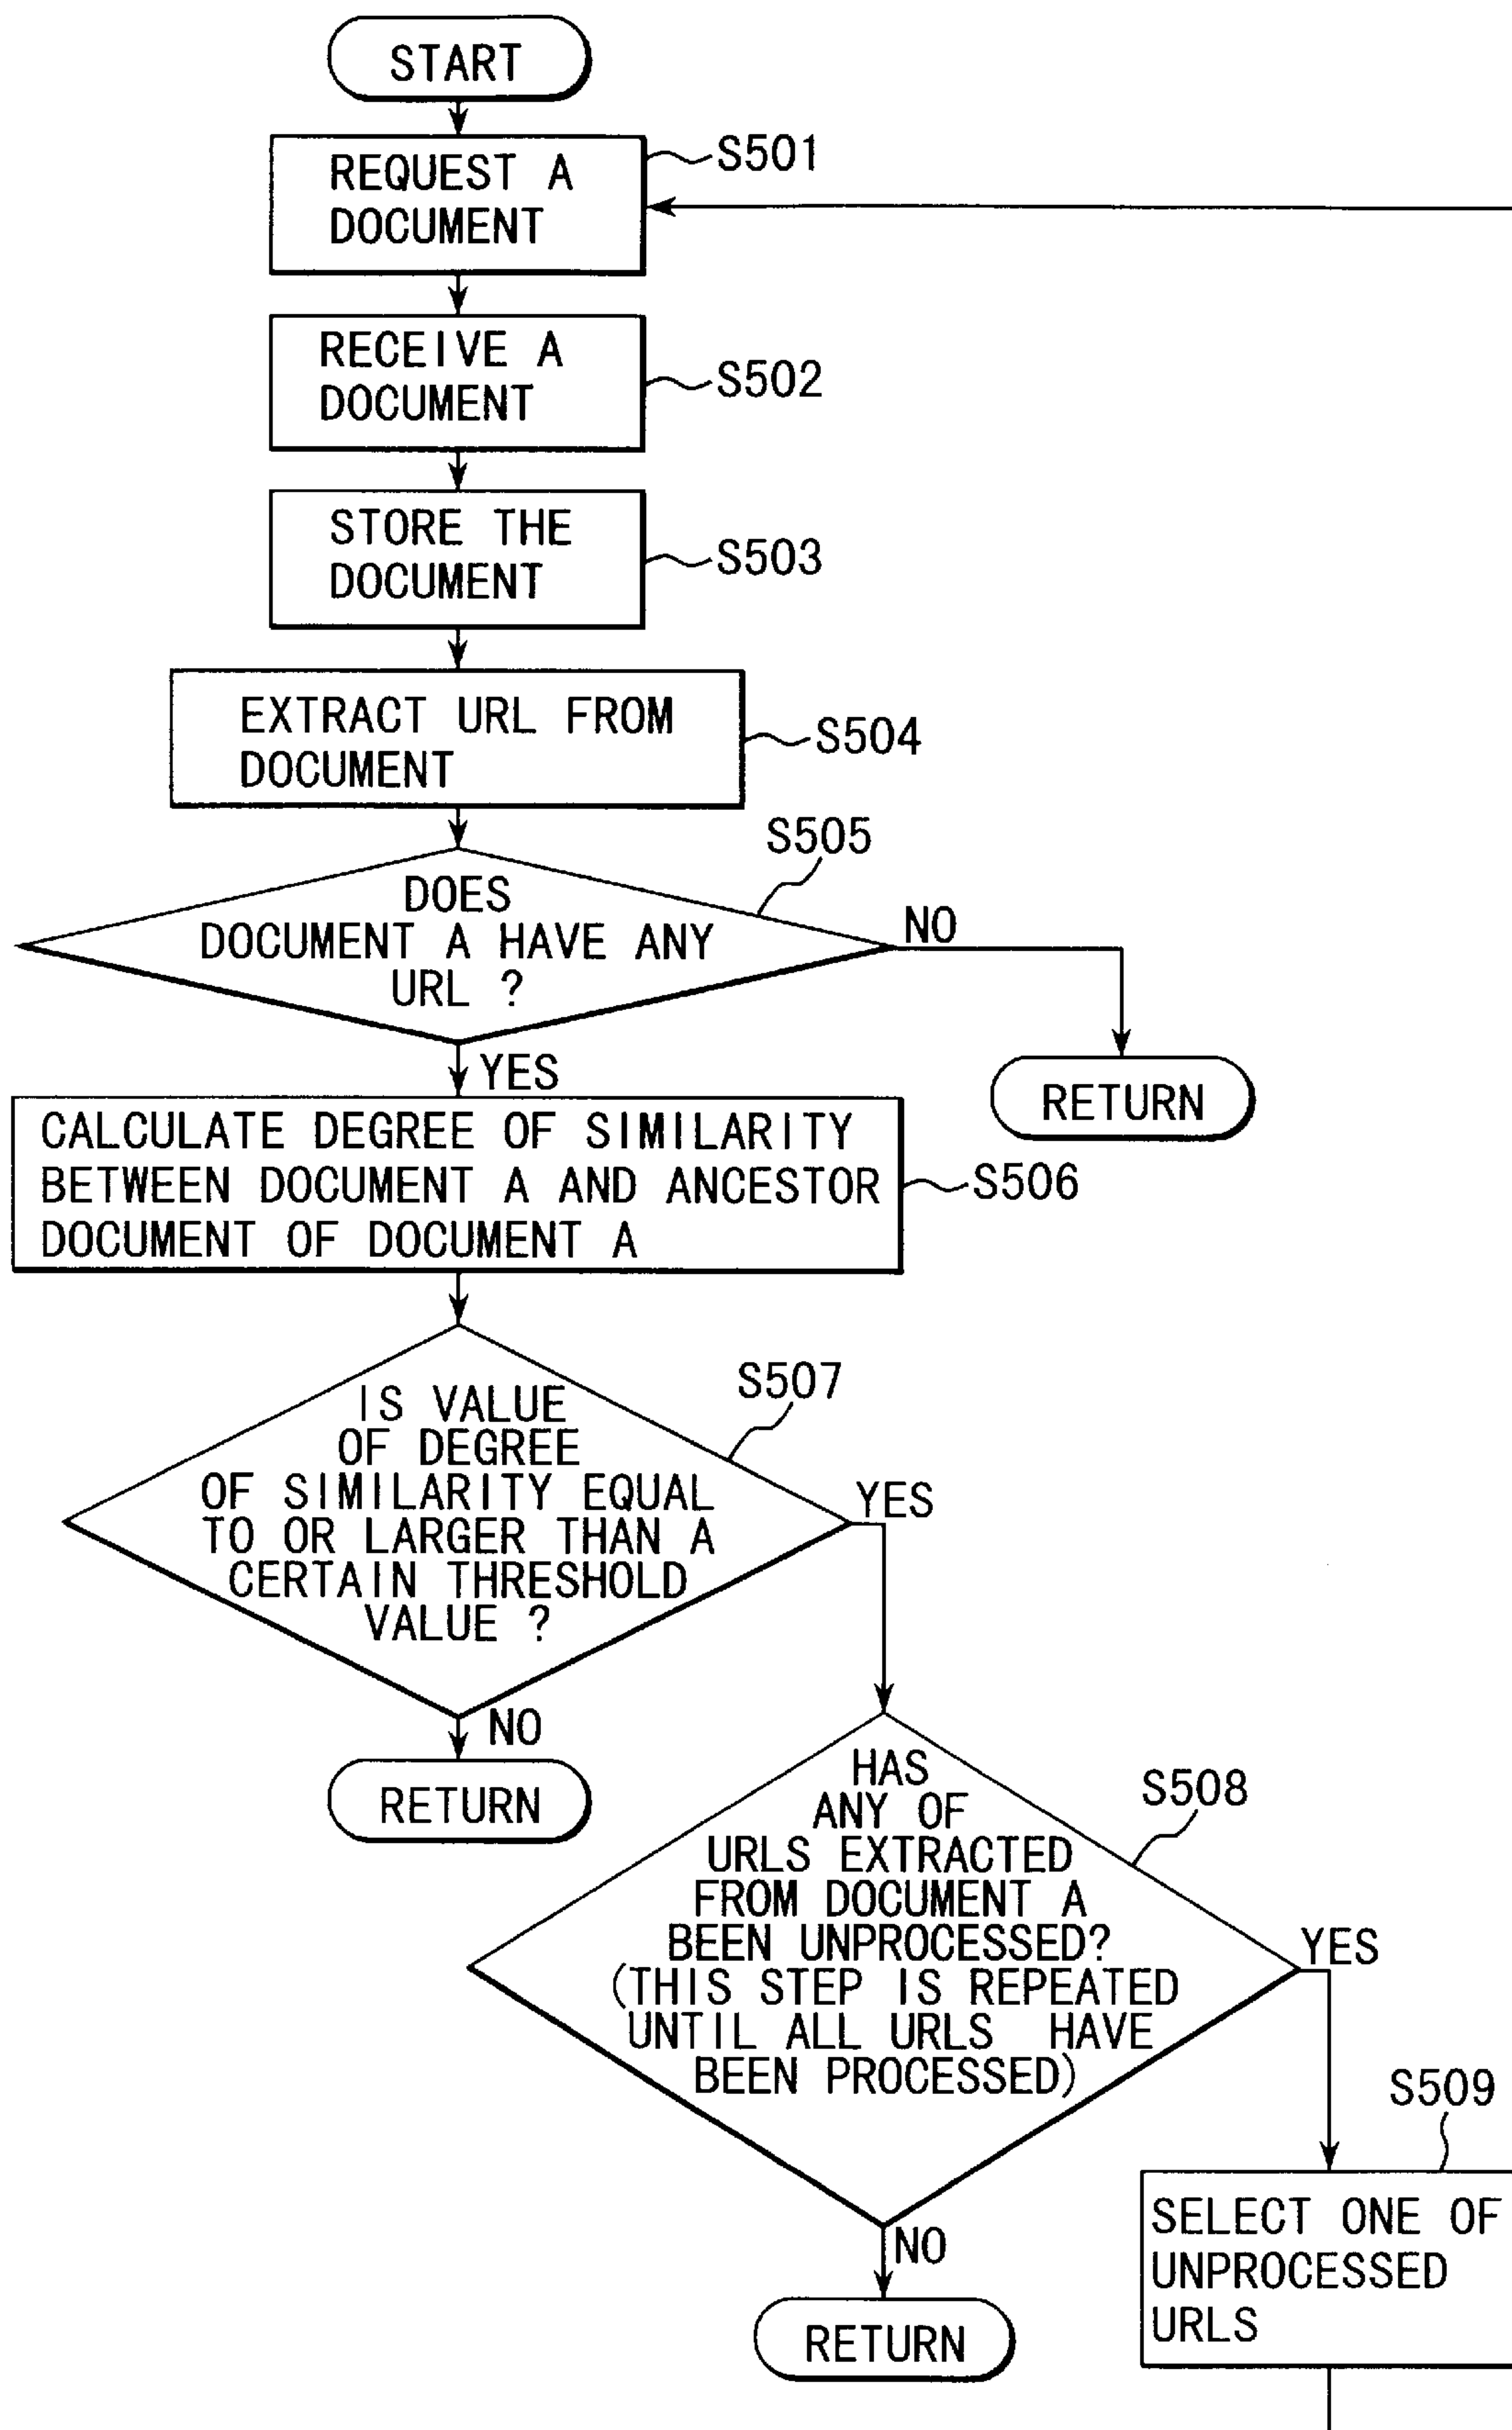 START
REQUEST A
DOCUMENT
S501
RECEIVE A
DOCUMENT
S502
STORE THE
DOCUMENT
S503
EXTRACT URL FROM
DOCUMENT
S504
S505
DOES
DOCUMENT A HAVE ANY
URL ?
NO
RETURN
YES
CALCULATE DEGREE OF SIMILARITY
BETWEEN DOCUMENT A AND ANCESTOR
DOCUMENT OF DOCUMENT A
S506
S507
IS VALUE
OF DEGREE
OF SIMILARITY EQUAL
TO OR LARGER THAN A
CERTAIN THRESHOLD
VALUE ?
YES
NO
RETURN
S508
HAS
ANY OF
URLS EXTRACTED
FROM DOCUMENT A
BEEN UNPROCESSED?
(THIS STEP IS REPEATED
UNTIL ALL URLS HAVE
BEEN PROCESSED)
YES
NO
RETURN
S509
SELECT ONE OF
UNPROCESSED
URLS